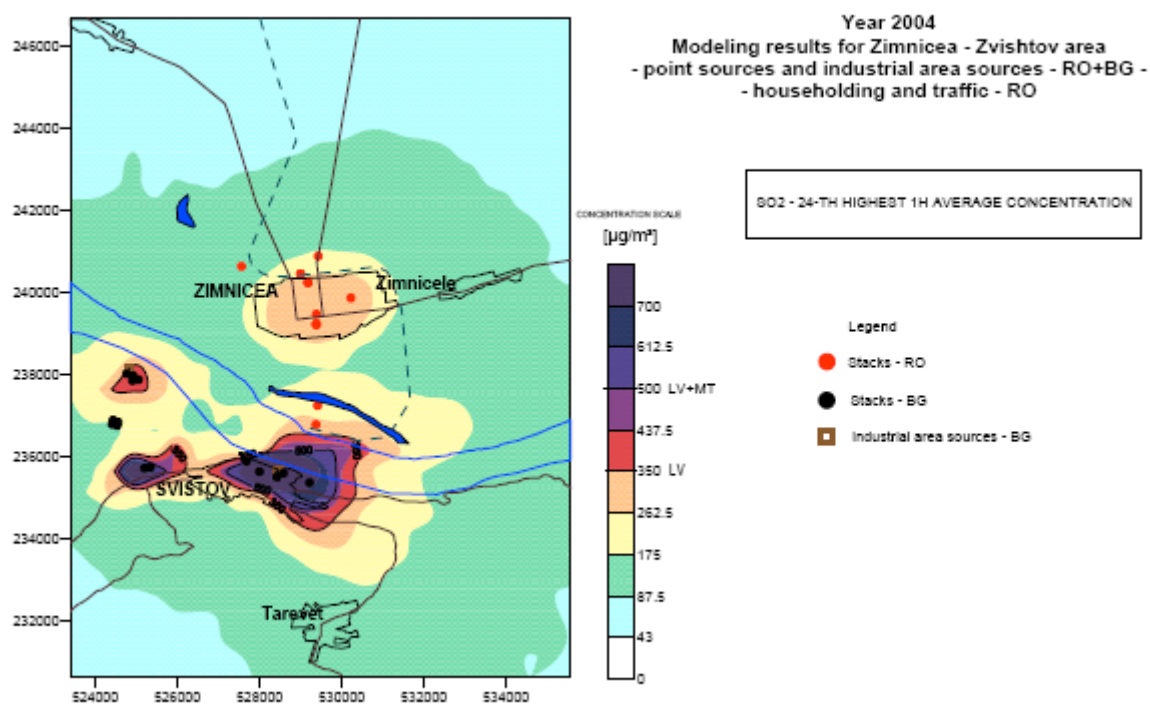 Year 2004
Modeling results for Zimnicea - Zvishtov area
- point sources and industrial area sources - RO+BG -
- householding and traffic - RO
SO2 - 24-TH HIGHEST 1H AVERAGE CONCENTRATION
CONCENTRATION SCALE
[µg/m³]
700
612.5
500 LV+MT
437.5
350 LV
262.5
175
87.5
43
0
Legend
Stacks - RO
Stacks - BG
Industrial area sources - BG
246000
244000
242000
240000
238000
236000
234000
232000
ZIMNICEA
Zimnicele
SVISTOV
Tarevet
524000
526000
528000
530000
532000
534000